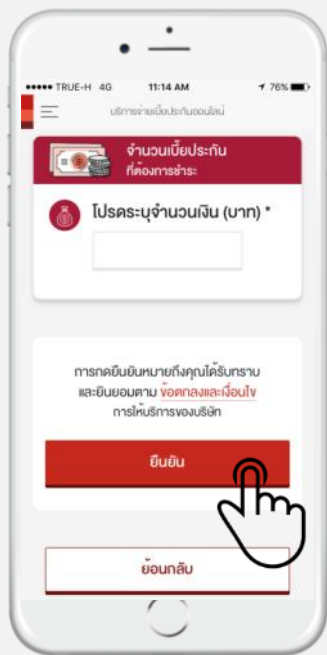 TRUE-H 4G 11:14 AM 76%
บริการจ่ายเบี้ยประกันออนไลน์
จำนวนเบี้ยประกัน
ที่ต้องการชำระ
โปรดระบุจำนวนเงิน (บาท) *
การกดยืนยันหมายถึงคุณได้รับทราบ
และยินยอมตาม ข้อตกลงและเงื่อนไข
การให้บริการของบริษัท
ยืนยัน
ย้อนกลับ